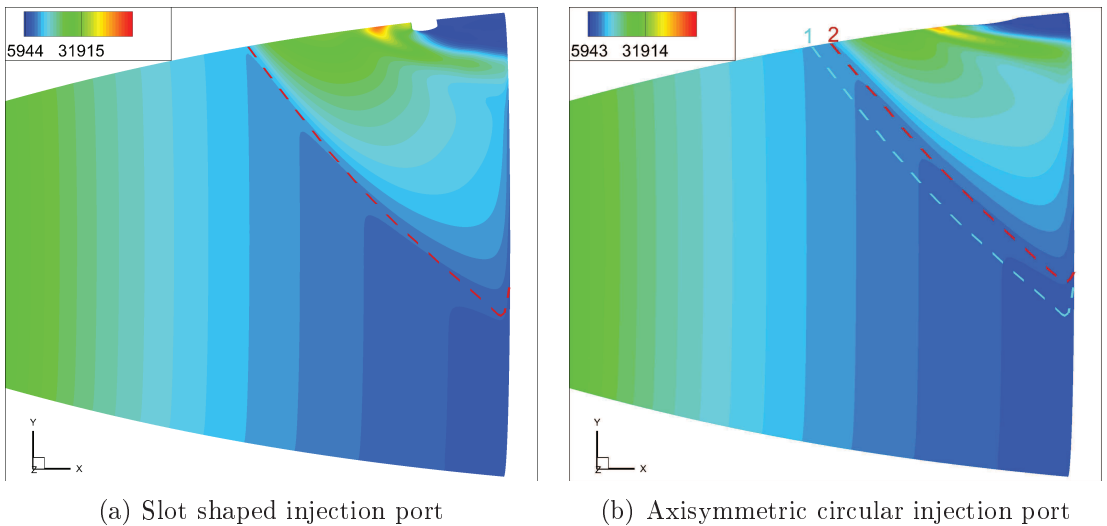 5944 31915
Y
Z X
5943 31914
1 2
Y
Z X
(a) Slot shaped injection port
(b) Axisymmetric circular injection port